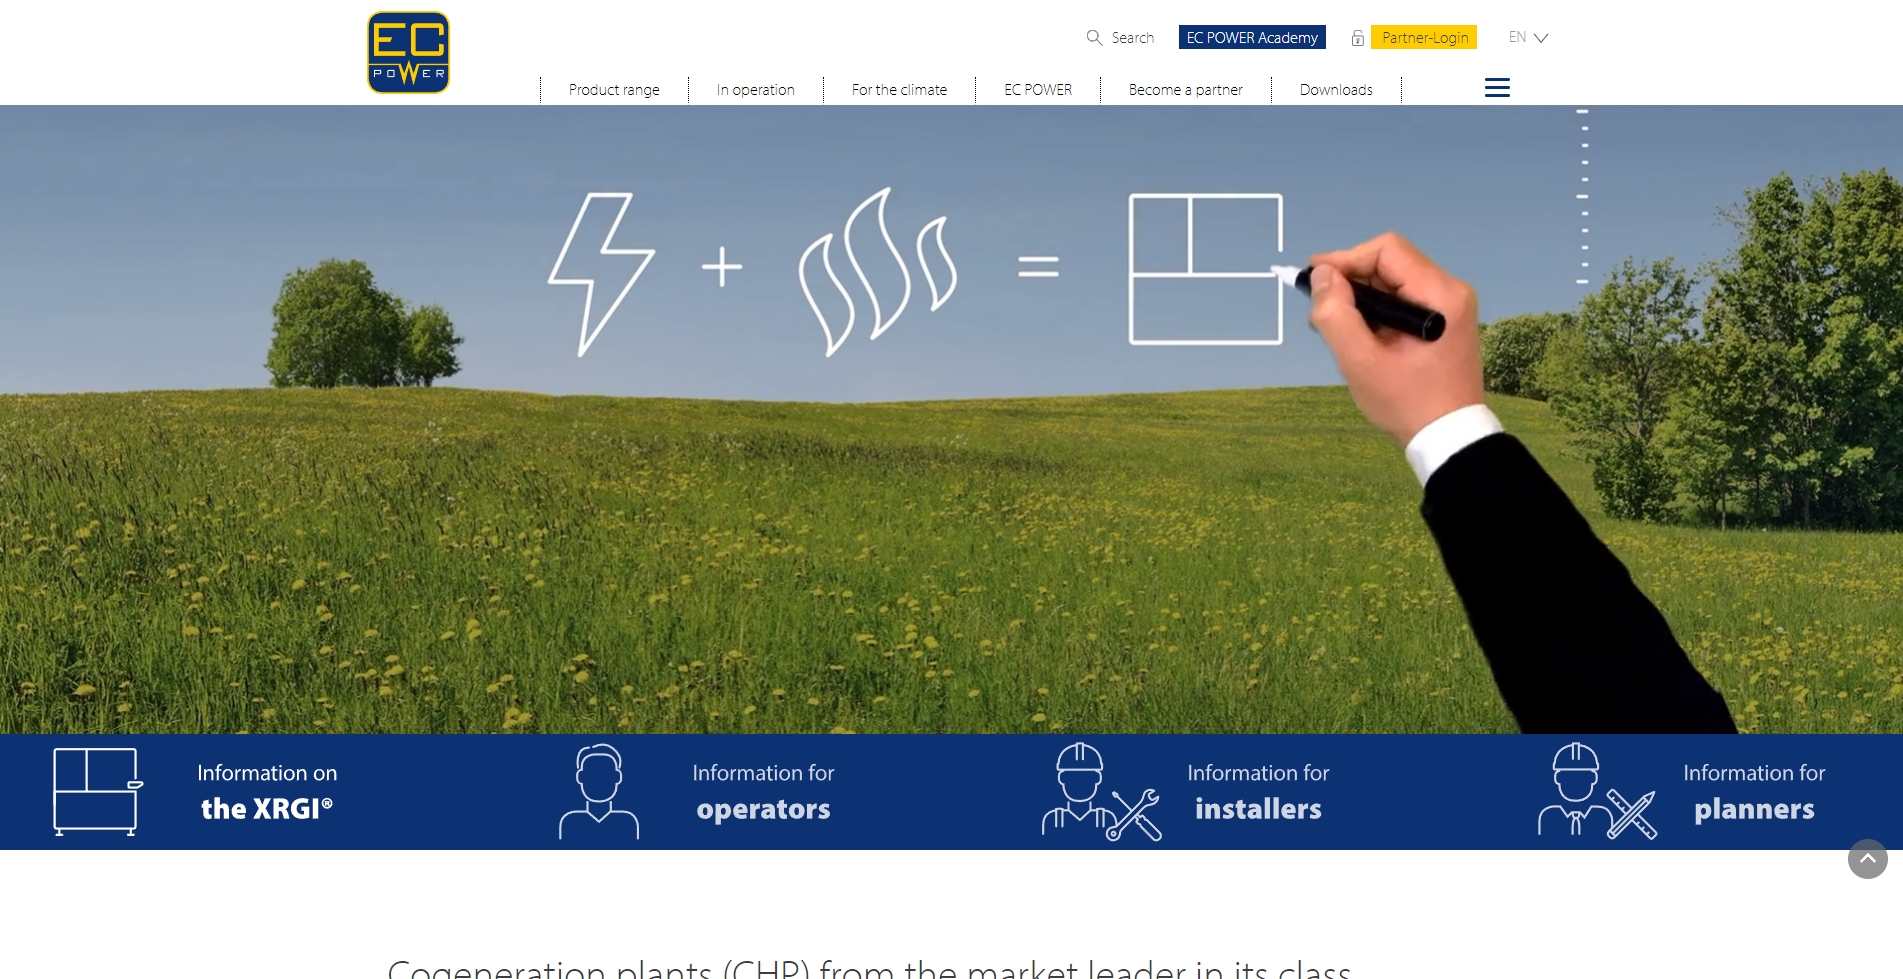 EC
POWER
Search
EC POWER Academy
Partner-Login
EN
Product range
In operation
For the climate
EC POWER
Become a partner
Downloads
Information on
the XRGI®
Information for
operators
Information for
installers
Information for
planners
Cogeneration plants (CHP) from the market leader in its class